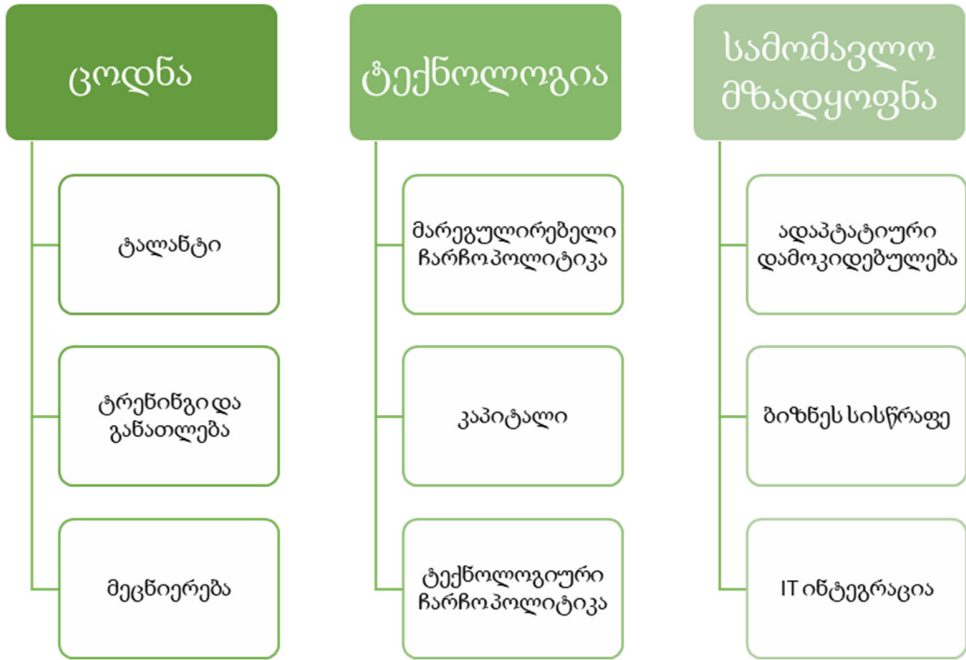 ცოდნა
ტალანტი
ტრენინგი და
განათლება
მეცნიერება
ტექნოლოგია
მარეგულირებელი
ჩარჩო პოლიტიკა
კაპიტალი
ტექნოლოგიური
ჩარჩო პოლიტიკა
სამომავლო
მზადყოფნა
ადაპტატიური
დამოკიდებულება
ბიზნეს სისწრაფე
IT ინტეგრაცია